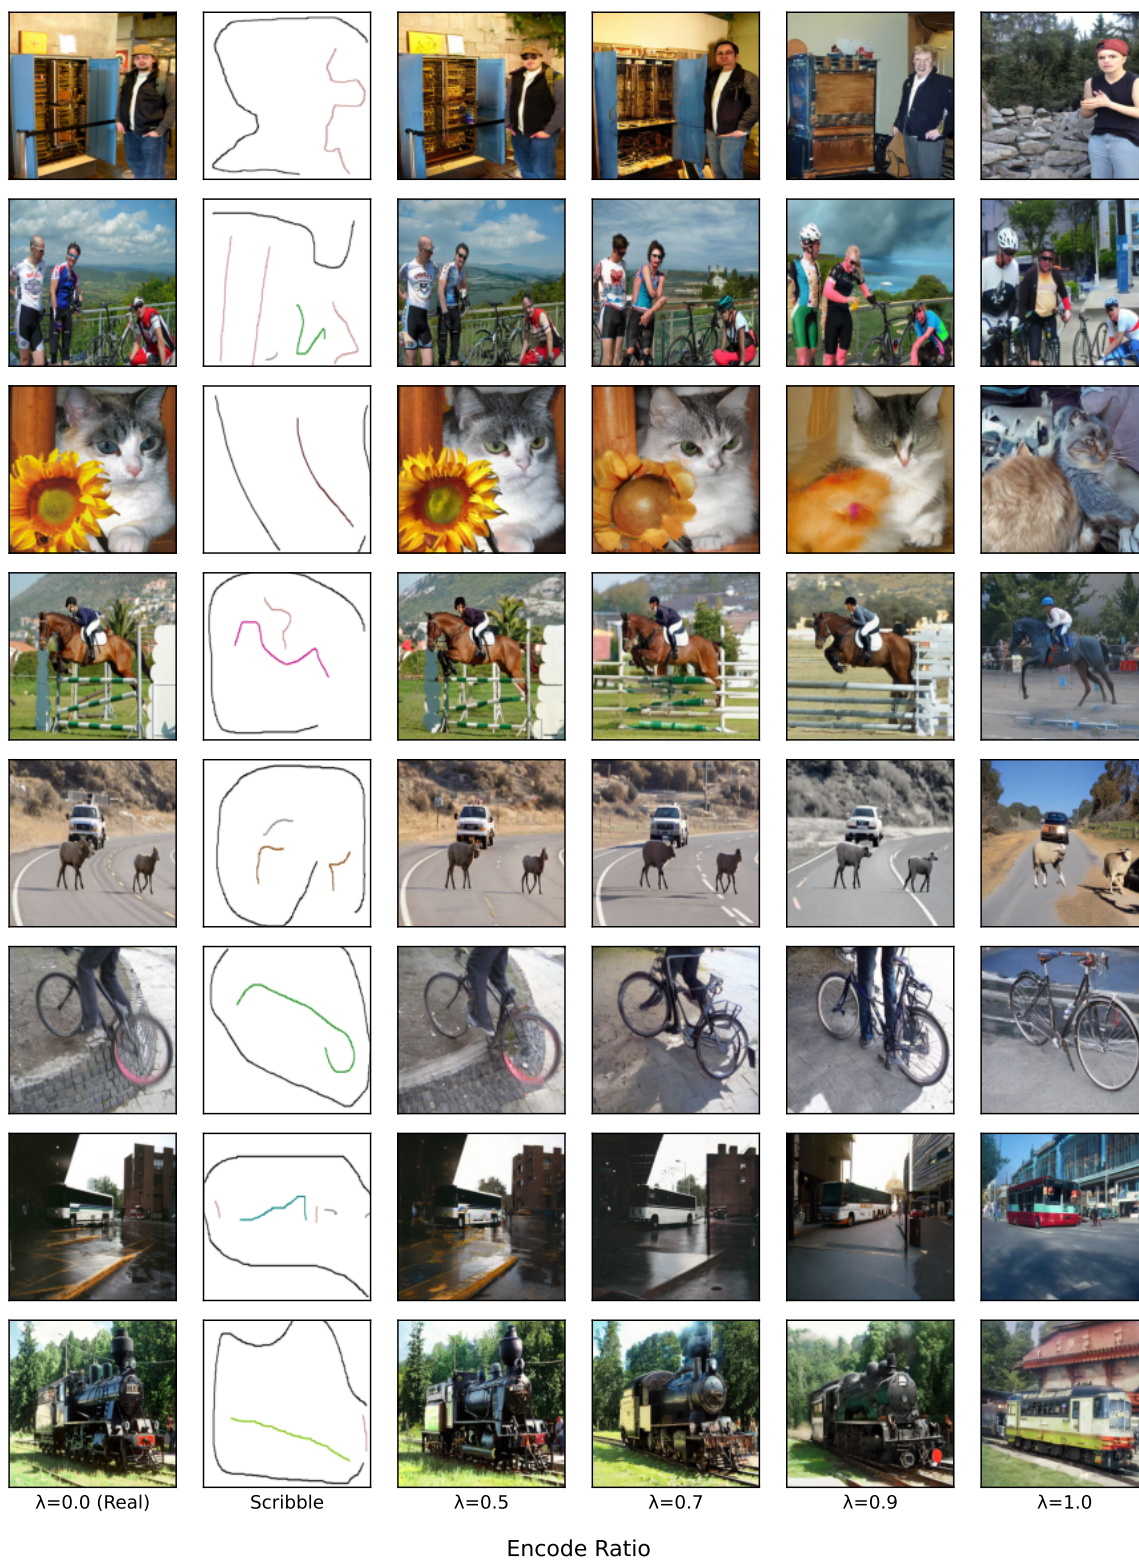 λ=0.0 (Real) Scribble λ=0.5 λ=0.7 λ=0.9 λ=1.0
Encode Ratio